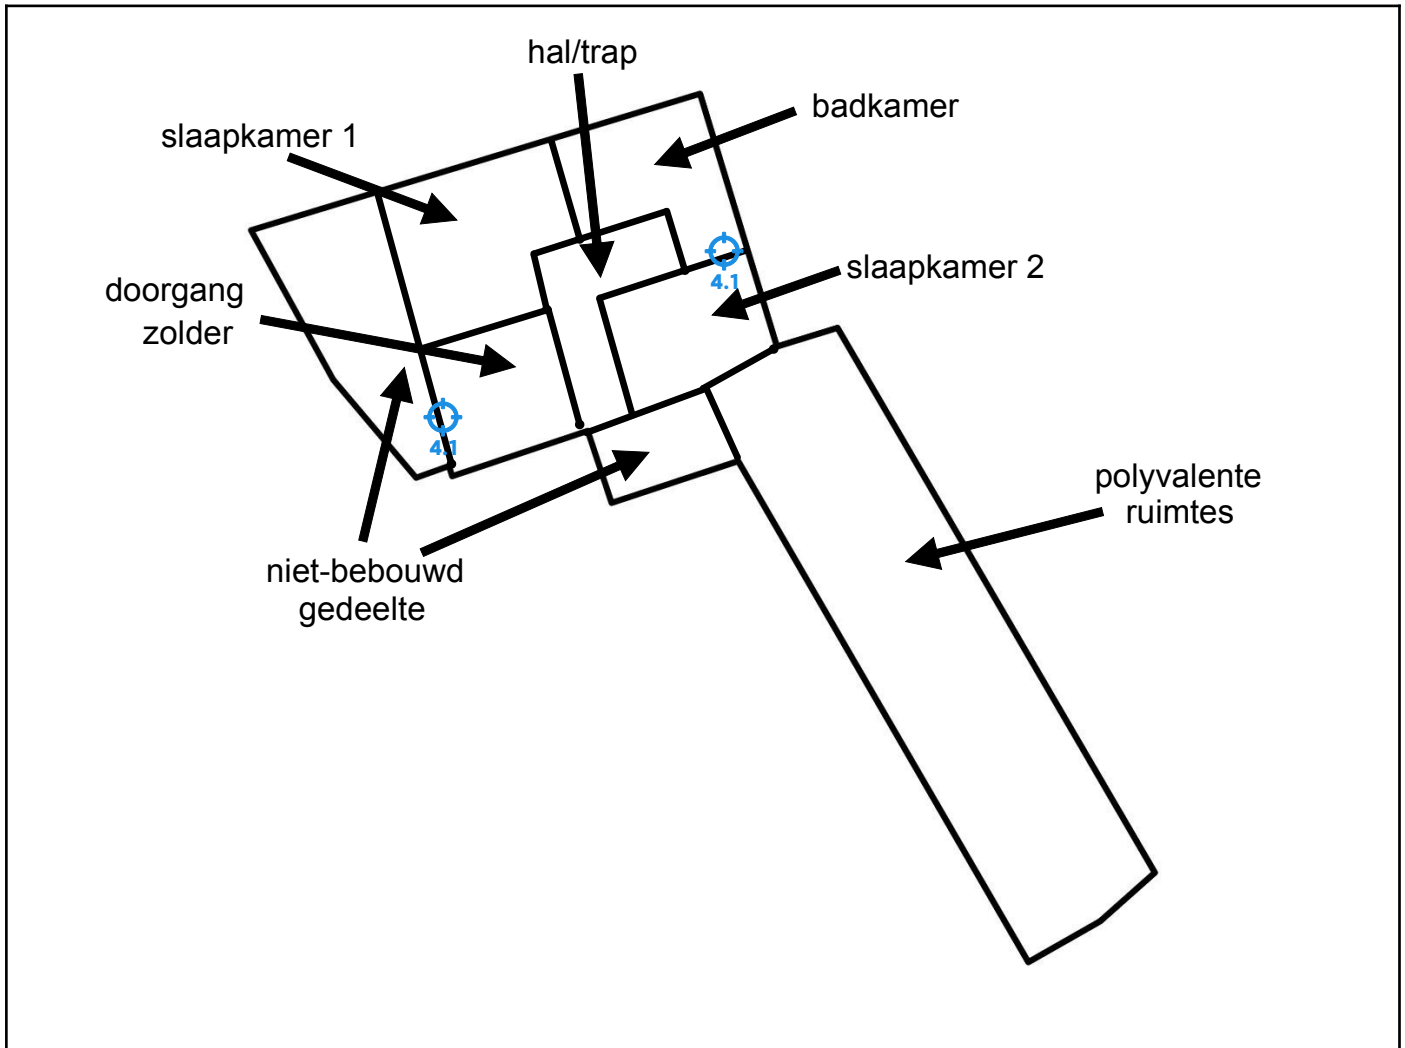 hal/trap
badkamer
slaapkamer 1
slaapkamer 2
4.1
doorgang
zolder
4.1
polyvalente
ruimtes
niet-bebouwd
gedeelte